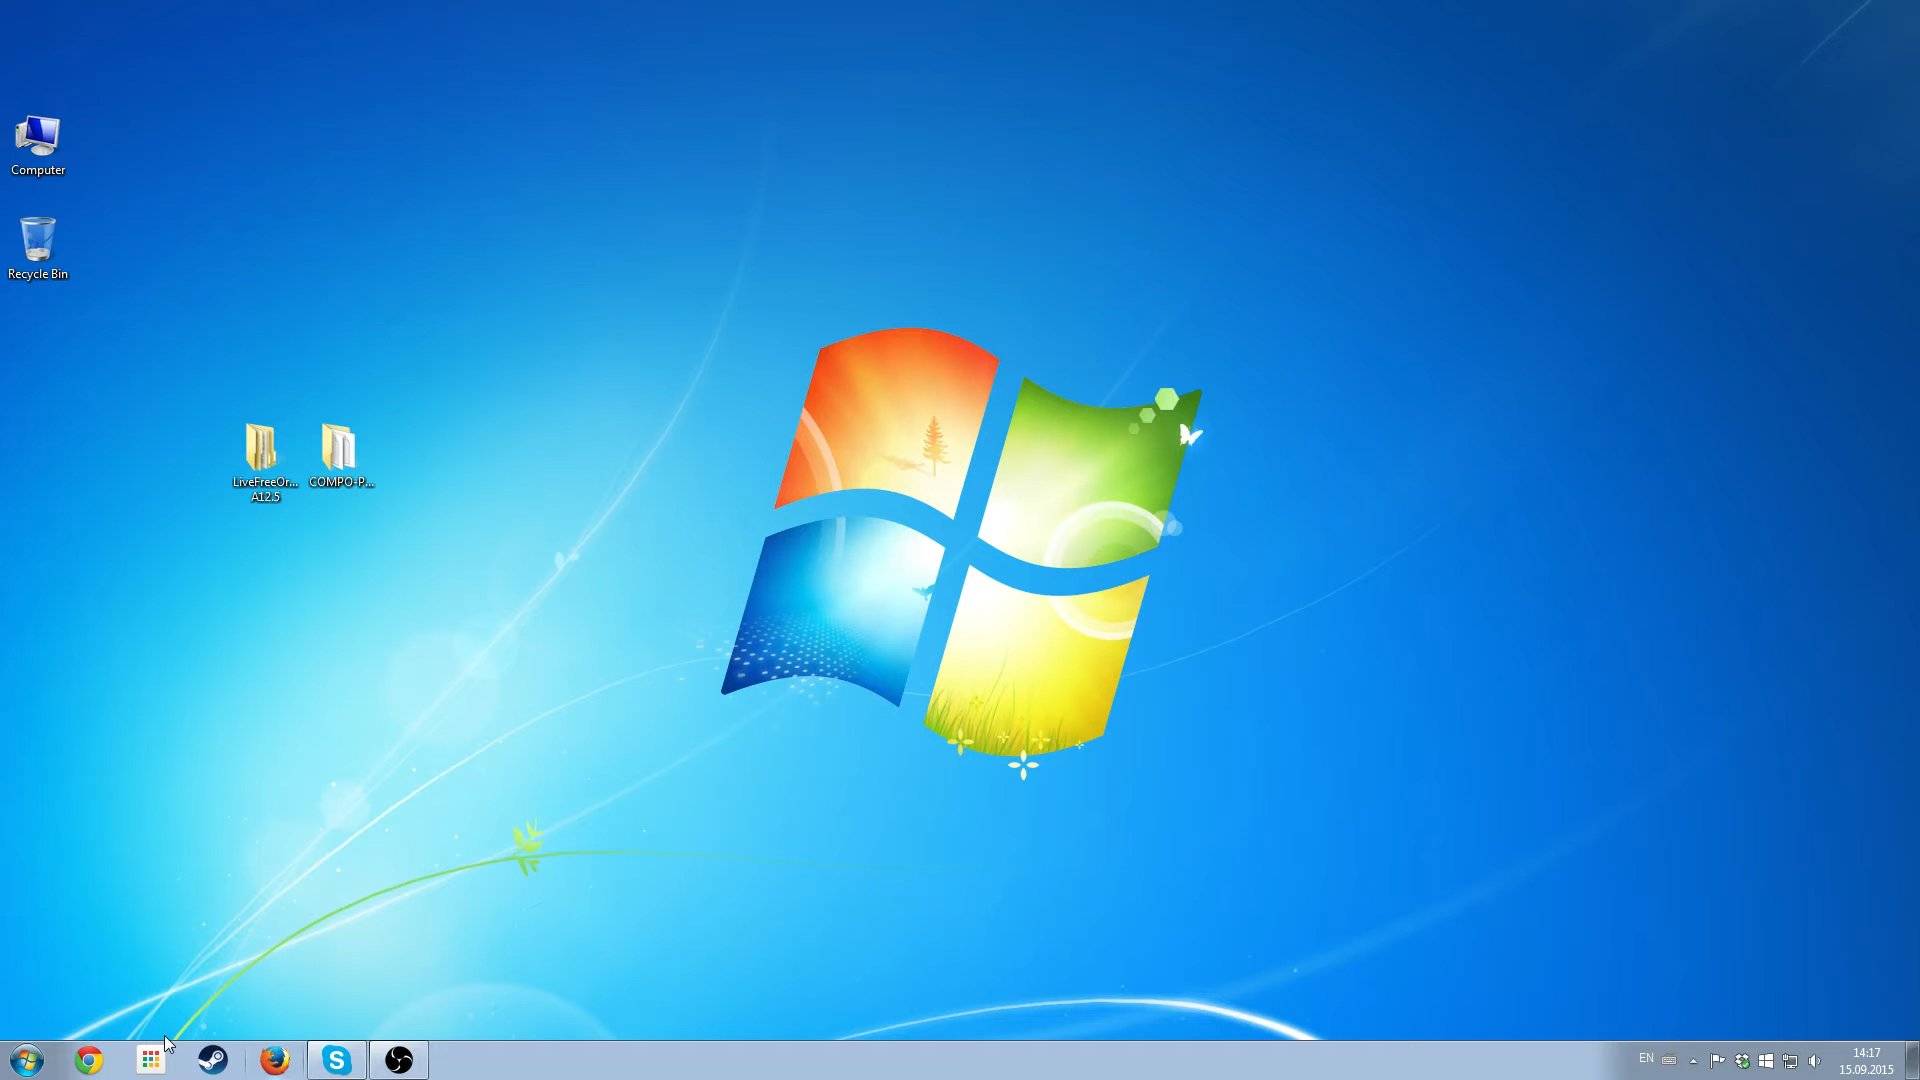 Computer
Recycle Bin
LiveFreeOr...
A12.5
COMPO-P...
EN
14:17
15.09.2015